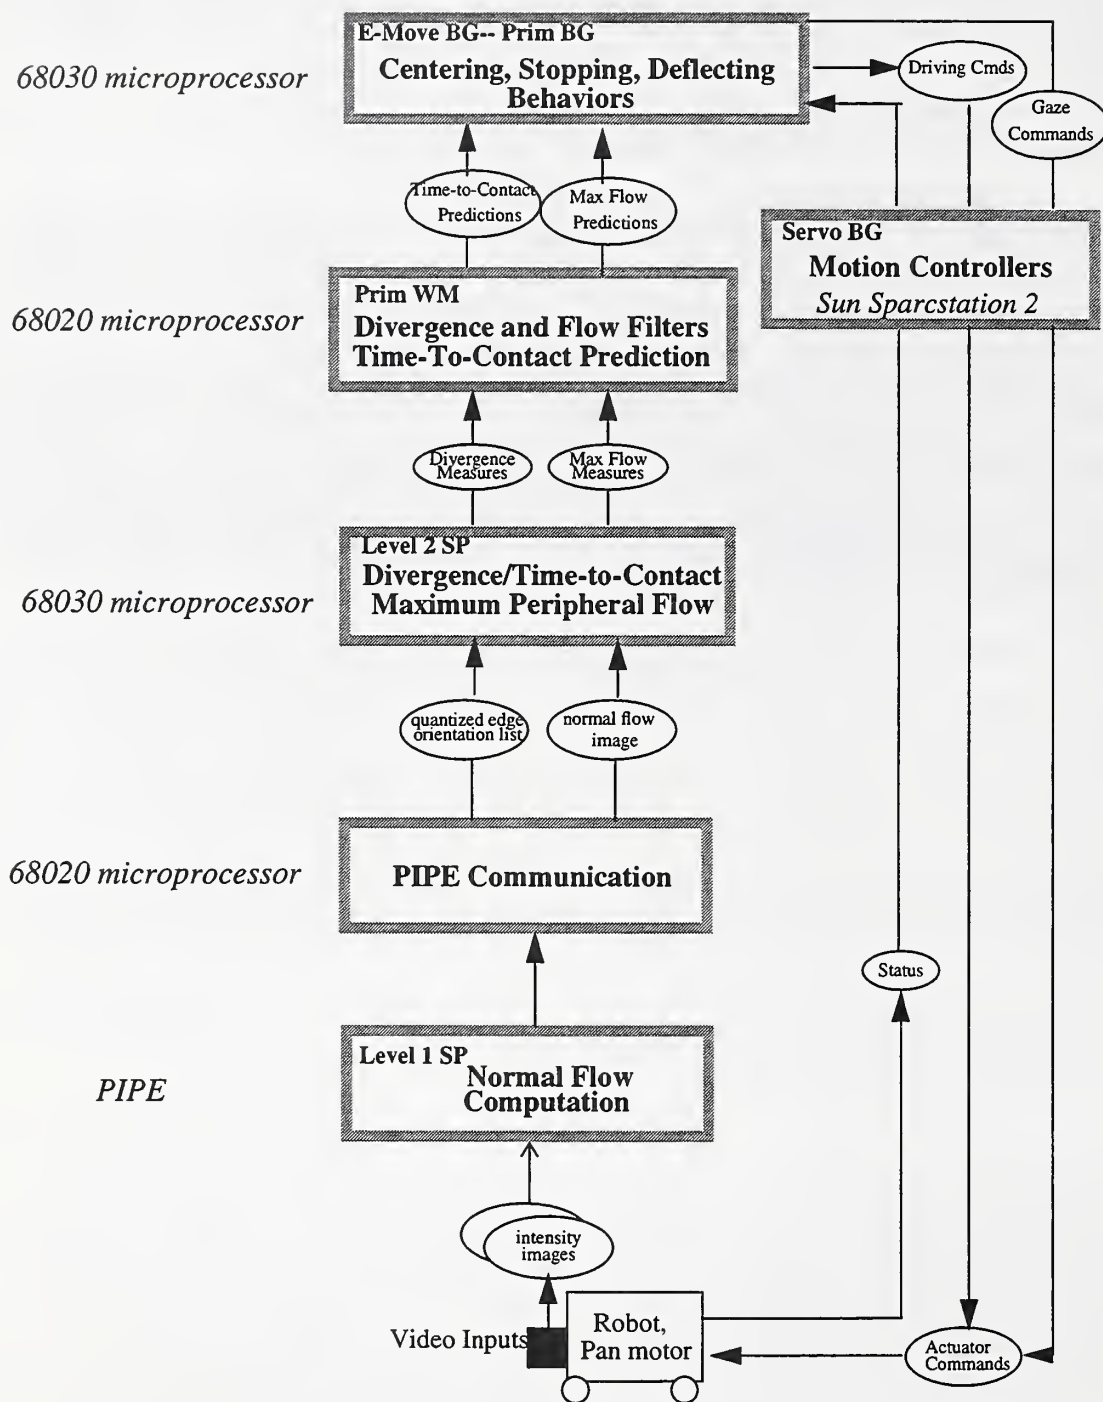 E-Move BG-- Prim BG
68030 microprocessor
Centering, Stopping, Deflecting
Behaviors
Driving Cmds
Gaze
Commands
Time-to-Contact
Predictions
Max Flow
Predictions
Servo BG
Motion Controllers
Sun Sparcstation 2
Prim WM
68020 microprocessor
Divergence and Flow Filters
Time-To-Contact Prediction
Divergence
Measures
Max Flow
Measures
Level 2 SP
68030 microprocessor
Divergence/Time-to-Contact
Maximum Peripheral Flow
quantized edge
orientation list
normal flow
image
68020 microprocessor
PIPE Communication
Status
Level 1 SP
PIPE
Normal Flow
Computation
intensity
images
Video Inputs
Robot,
Pan motor
Actuator
Commands